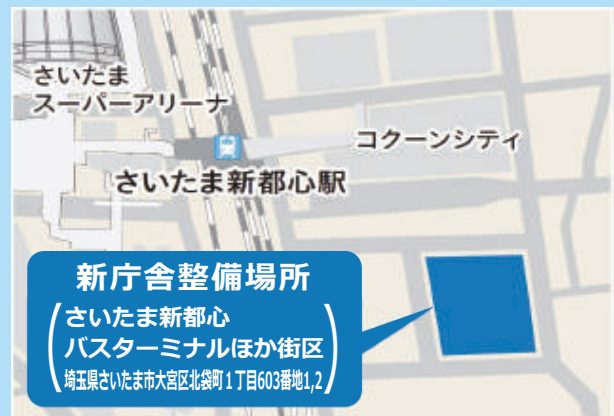 さいたま
スーパーアリーナ
コクーンシティ
さいたま新都心駅
新庁舎整備場所
(さいたま新都心
バスターミナルほか街区
埼玉県さいたま市大宮区北袋町1丁目603番地1,2)